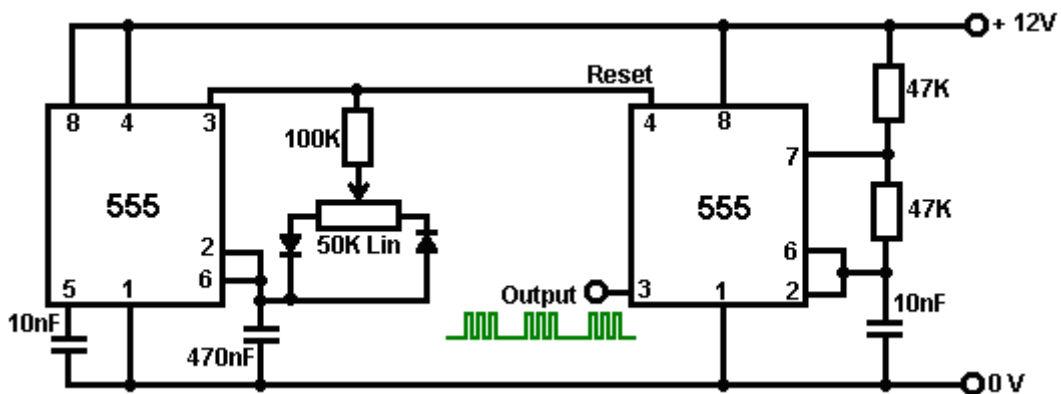 + 12V
Reset
47K
8 4 3
4 8
100K
7
555
555
47K
50K Lin
2
6
6
5 1
Output
3 1 2
10nF
10nF
470nF
0 V